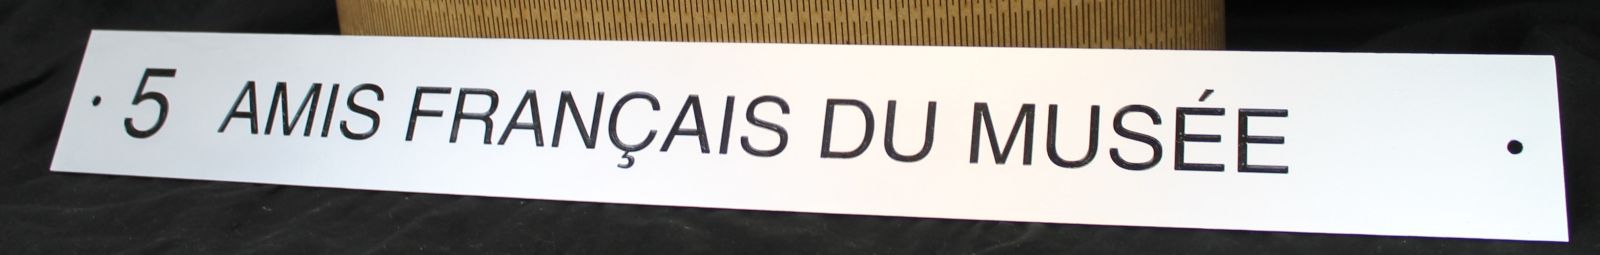 5 AMIS FRANÇAIS DU MUSÉE